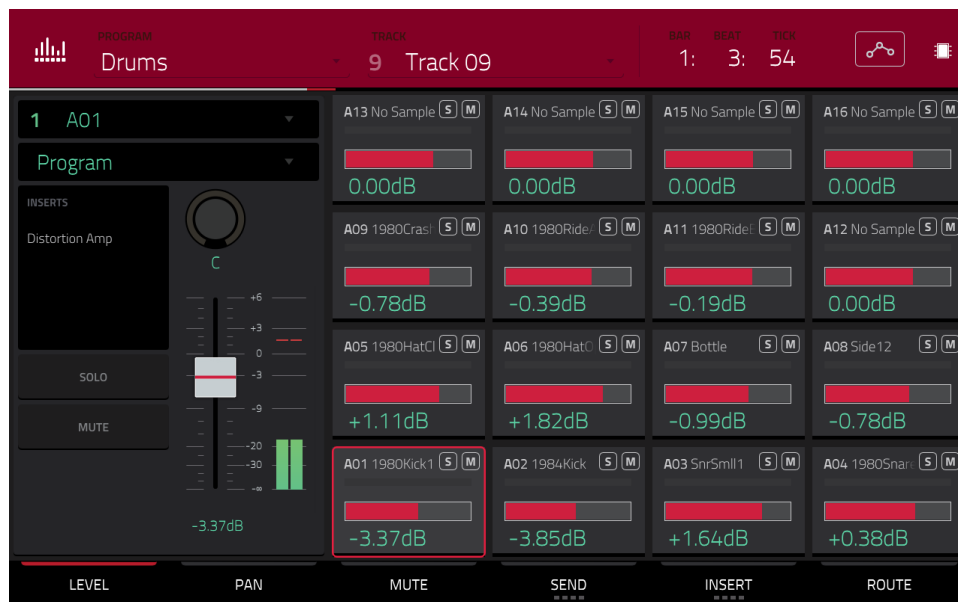 PROGRAM
Drums
TRACK
9 Track 09
BAR BEAT TICK
1: 3: 54
1 A01
Program
INSERTS
Distortion Amp
C
+6
+3
0
-3
-9
-20
-30
-∞
-3.37dB
SOLO
MUTE
A13 No Sample S M
0.00dB
A14 No Sample S M
0.00dB
A15 No Sample S M
0.00dB
A16 No Sample S M
0.00dB
A09 1980Cras S M
-0.78dB
A10 1980Ride S M
-0.39dB
A11 1980Ride S M
-0.19dB
A12 No Sample S M
0.00dB
A05 1980HatCl S M
+1.11dB
A06 1980HatO S M
+1.82dB
A07 Bottle S M
-0.99dB
A08 Side12 S M
-0.78dB
A01 1980Kick1 S M
-3.37dB
A02 1984Kick S M
-3.85dB
A03 SnrSmll1 S M
+1.64dB
A04 1980Snare S M
+0.38dB
LEVEL PAN MUTE SEND INSERT ROUTE